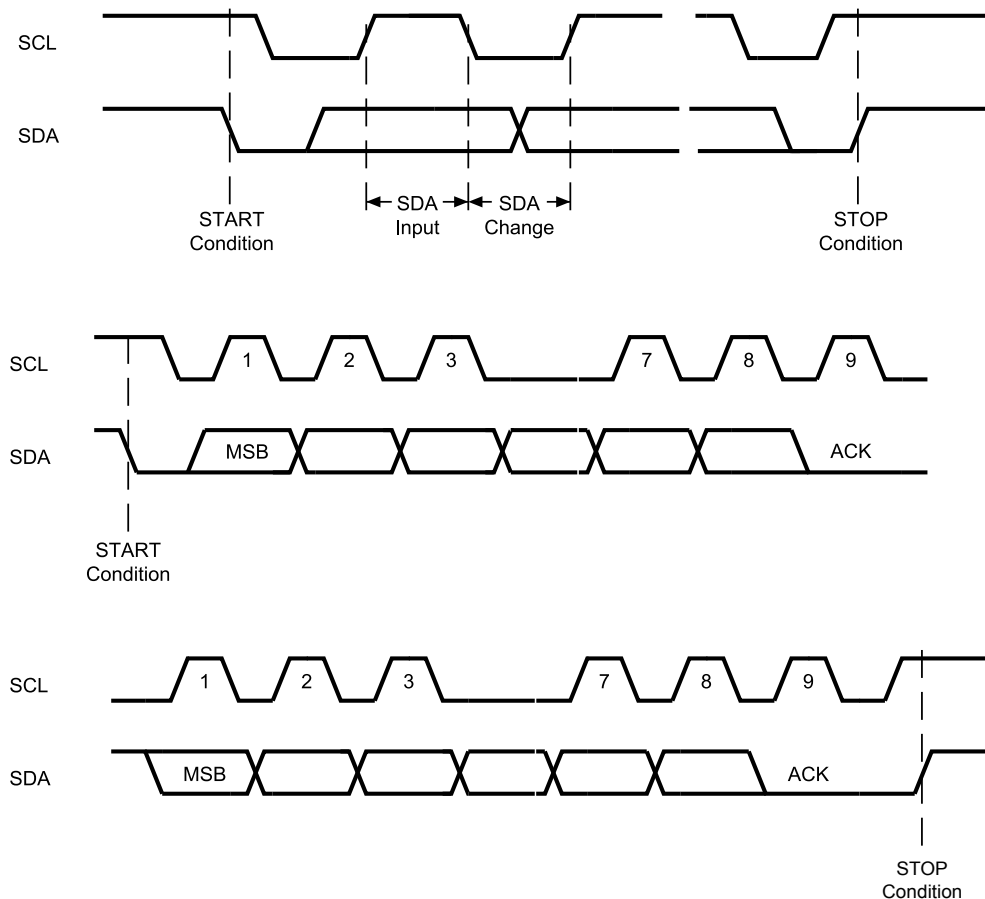 SCL
SDA
START
Condition
SDA
Input
SDA
Change
STOP
Condition
SCL
1 2 3 7 8 9
SDA
MSB ACK
START
Condition
SCL
1 2 3 7 8 9
SDA
MSB ACK
STOP
Condition